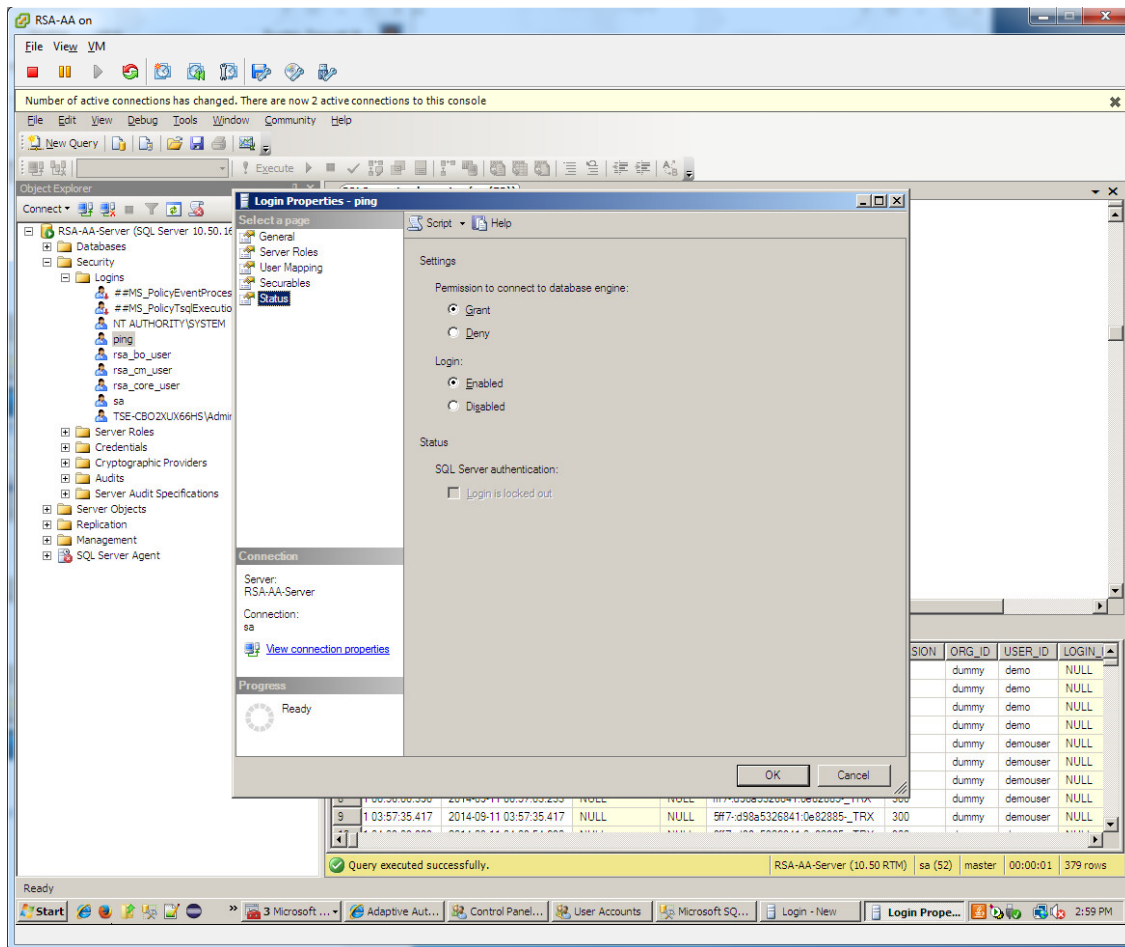 RSA-AA on
File View VM
Number of active connections has changed. There are now 2 active connections to this console
File Edit View Debug Tools Window Community Help
New Query
Execute
Object Explorer
Connect
RSA-AA-Server (SQL Server 10.50.16
Databases
Security
Logins
##MS_PolicyEventProces
##MS_PolicyTsqlExecutio
NT AUTHORITY\SYSTEM
ping
rsa_bo_user
rsa_cm_user
rsa_core_user
sa
TSE-CBO2XUX66HS\Admir
Server Roles
Credentials
Cryptographic Providers
Audits
Server Audit Specifications
Server Objects
Replication
Management
SQL Server Agent
Login Properties - ping
Select a page
General
Server Roles
User Mapping
Securables
Status
Script Help
Settings
Permission to connect to database engine:
Grant
Deny
Login:
Enabled
Disabled
Status
SQL Server authentication:
Login is locked out
Connection
Server:
RSA-AA-Server
Connection:
sa
View connection properties
Progress
Ready
OK Cancel
SION ORG_ID USER_ID LOGIN_
dummy demo NULL
dummy demo NULL
dummy demo NULL
dummy demo NULL
dummy demouser NULL
dummy demouser NULL
dummy demouser NULL
dummy demouser NULL
9 1 03:57:35.417 2014-09-11 03:57:35.417 NULL NULL 5ff7-:d98a5326841:0e82885-_TRX 300 dummy demouser NULL
Query executed successfully. RSA-AA-Server (10.50 RTM) sa (52) master 00:00:01 379 rows
Ready
Start » 3 Microsoft ... Adaptive Aut... Control Panel... User Accounts Microsoft SQ... Login - New Login Prope... 2:59 PM